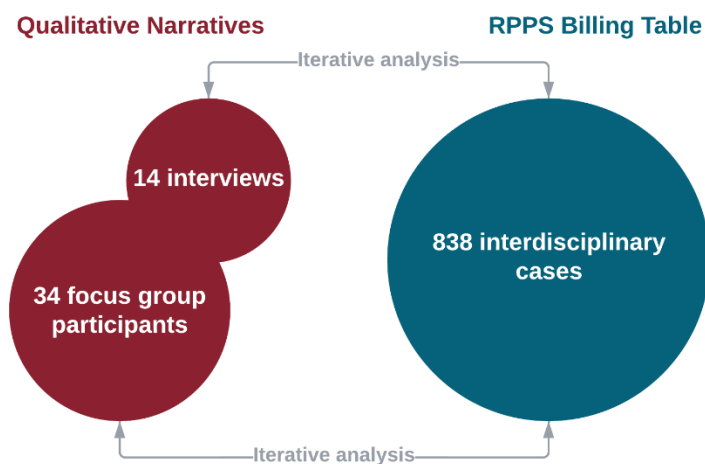 Qualitative Narratives
RPPS Billing Table
Iterative analysis
14 interviews
34 focus group
participants
838 interdisciplinary
cases
Iterative analysis